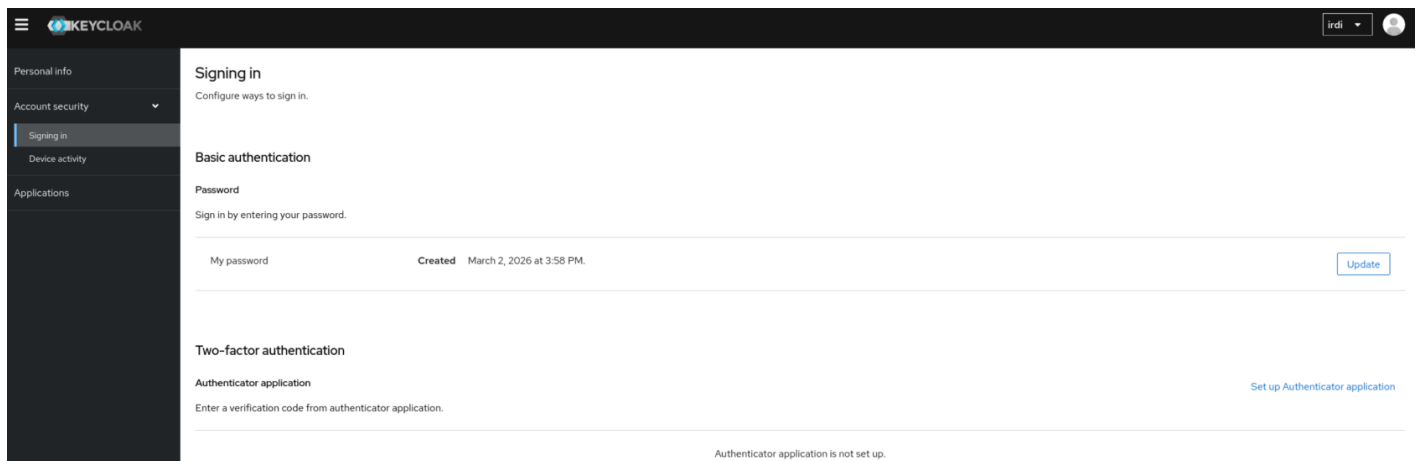 KEYCLOAK
irdi
Personal info
Account security
Signing in
Device activity
Applications
Signing in
Configure ways to sign in.
Basic authentication
Password
Sign in by entering your password.
My password Created March 2, 2026 at 3:58 PM. Update
Two-factor authentication
Authenticator application
Set up Authenticator application
Enter a verification code from authenticator application.
Authenticator application is not set up.